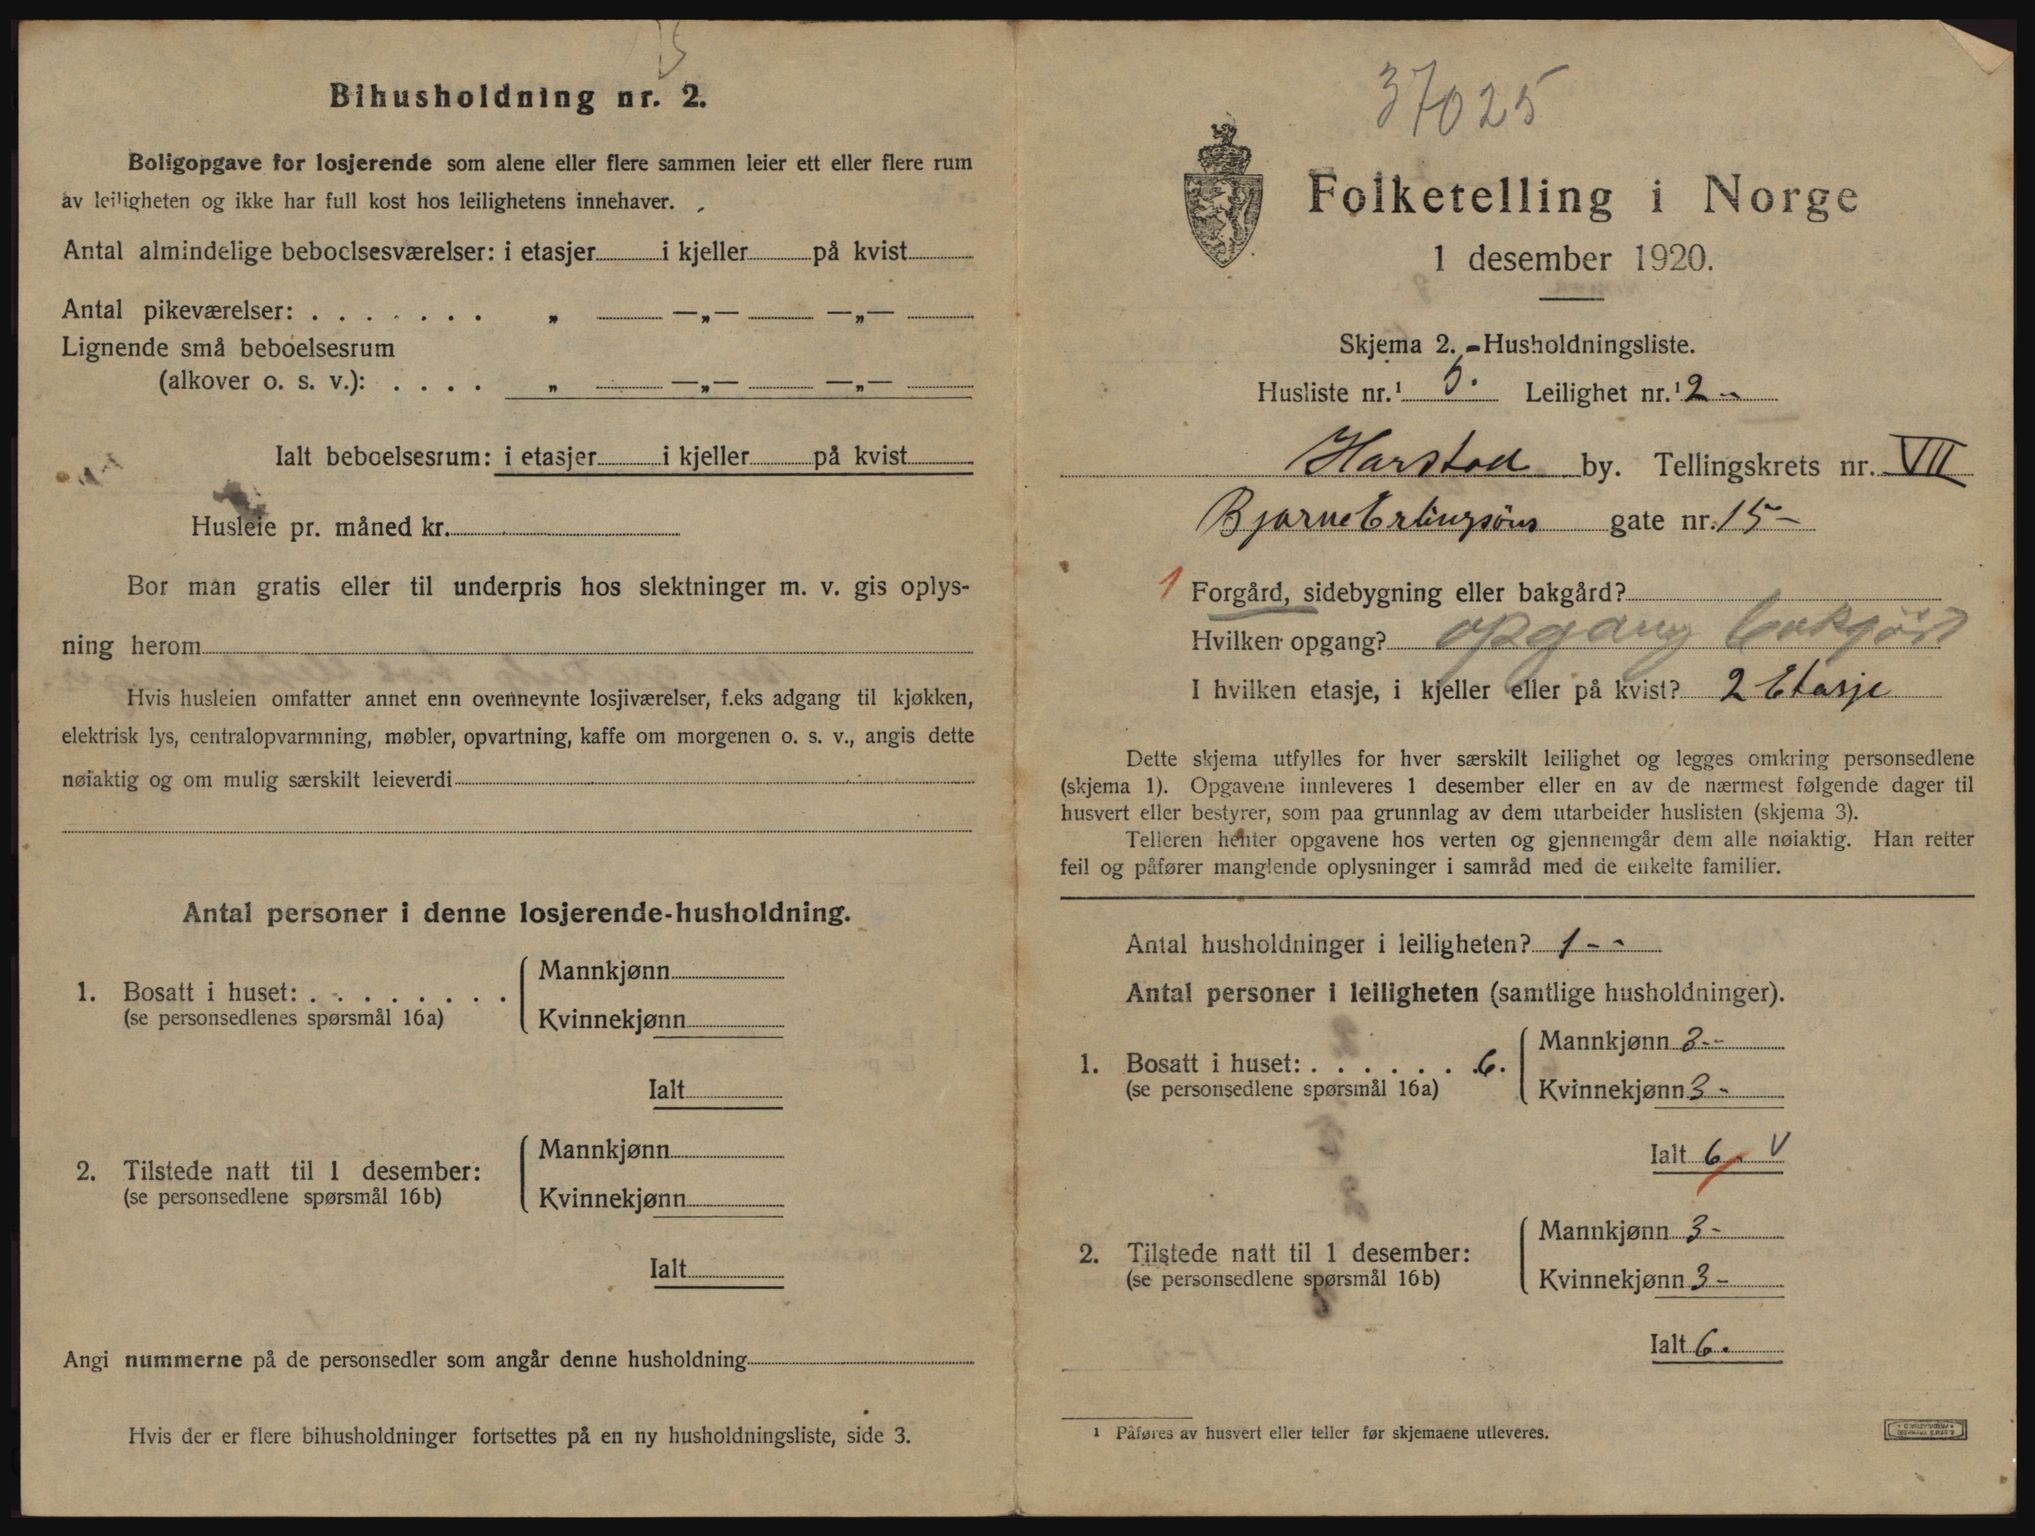 Bihusholdning nr. 2.
Boligopgave for losjerende som alene eller flere sammen leier ett eller flere rum
av leiligheten og ikke har full kost hos leilighetens innehaver.
Antal almindelige beboelsesværelser: i etasjer i kjeller på kvist
Antal pikeværelser: . . . . . . . „ —„— —„—
Lignende små beboelsesrum
(alkover o. s. v.): . . . . „ —„— —„—
Ialt beboelsesrum: i etasjer i kjeller på kvist
Husleie pr. måned kr.
Bor man gratis eller til underpris hos slektninger m. v. gis oplys-
ning herom
Hvis husleien omfatter annet enn ovennevnte losjiværelser, f.eks adgang til kjøkken,
elektrisk lys, centralopvarmning, møbler, opvartning, kaffe om morgenen o. s. v., angis dette
nøiaktig og om mulig særskilt leieverdi
Antal personer i denne losjerende-husholdning.
1. Bosatt i huset: . . . . . . . .
(se personsedlenes spørsmål 16a)
Mannkjønn
Kvinnekjønn
Ialt
2. Tilstede natt til 1 desember:
(se personsedlene spørsmål 16b)
Mannkjønn
Kvinnekjønn
Ialt
Angi nummerne på de personsedler som angår denne husholdning
Hvis der er flere bihusholdninger fortsettes på en ny husholdningsliste, side 3.
37025
Folketelling i Norge
1 desember 1920.
Skjema 2. - Husholdningsliste.
Husliste nr.¹ 5. Leilighet nr.¹ 2 -
Harstad by. Tellingskrets nr. VII
Bjarne Erlingsøns gate nr. 15 -
1 Forgård, sidebygning eller bakgård?
Hvilken opgang? opgang bakgård
I hvilken etasje, i kjeller eller på kvist? 2 Etasje
Dette skjema utfylles for hver særskilt leilighet og legges omkring personsedlene
(skjema 1). Opgavene innleveres 1 desember eller en av de nærmest følgende dager til
husvert eller bestyrer, som paa grunnlag av dem utarbeider huslisten (skjema 3).
Telleren henter opgavene hos verten og gjennemgår dem alle nøiaktig. Han retter
feil og påfører manglende oplysninger i samråd med de enkelte familier.
Antal husholdninger i leiligheten? 1 - -
Antal personer i leiligheten (samtlige husholdninger).
1. Bosatt i huset: . . . . . . . 6.
(se personsedlene spørsmål 16a)
Mannkjønn 3 - -
Kvinnekjønn 3 -
Ialt 6. V
2. Tilstede natt til 1 desember:
(se personsedlene spørsmål 16b)
Mannkjønn 3 -
Kvinnekjønn 3 -
Ialt 6.
¹ Påføres av husvert eller teller før skjemaene utleveres.